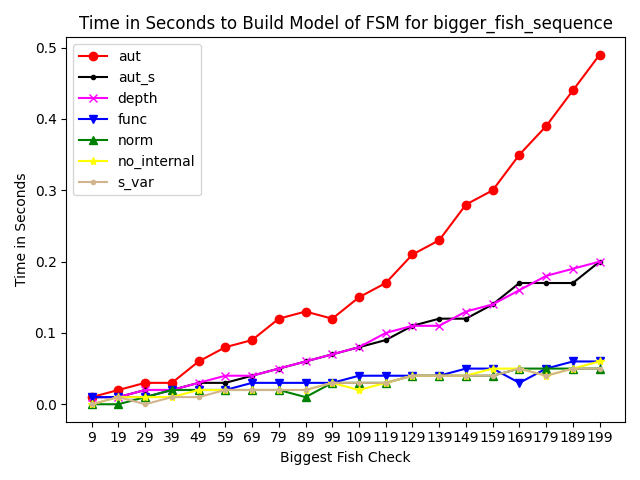 Time in Seconds to Build Model of FSM for bigger_fish_sequence
aut
aut_s
depth
func
norm
no_internal
s_var
Time in Seconds
0.5
0.4
0.3
0.2
0.1
0.0
9 19 29 39 49 59 69 79 89 99 109 119 129 139 149 159 169 179 189 199
Biggest Fish Check